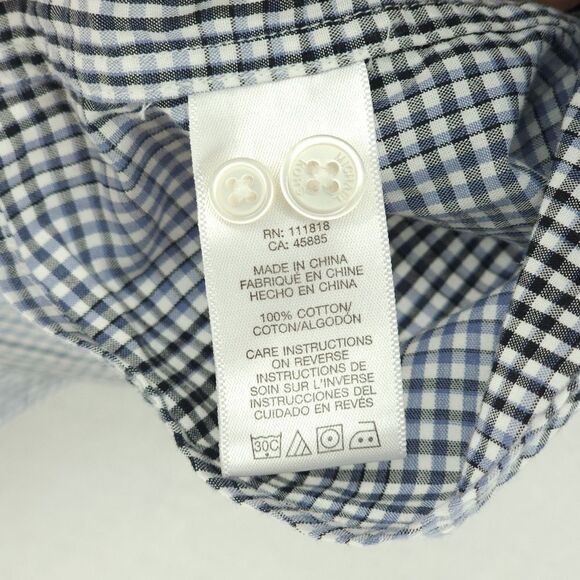 RN: 111818
CA: 45885
MADE IN CHINA
FABRIQUÉ EN CHINE
HECHO EN CHINA
100% COTTON/
COTON/ALGODÓN
CARE INSTRUCTIONS
ON REVERSE
INSTRUCTIONS DE
SOIN SUR L'INVERSE
INSTRUCCIONES DEL
CUIDADO EN REVÉS
30C